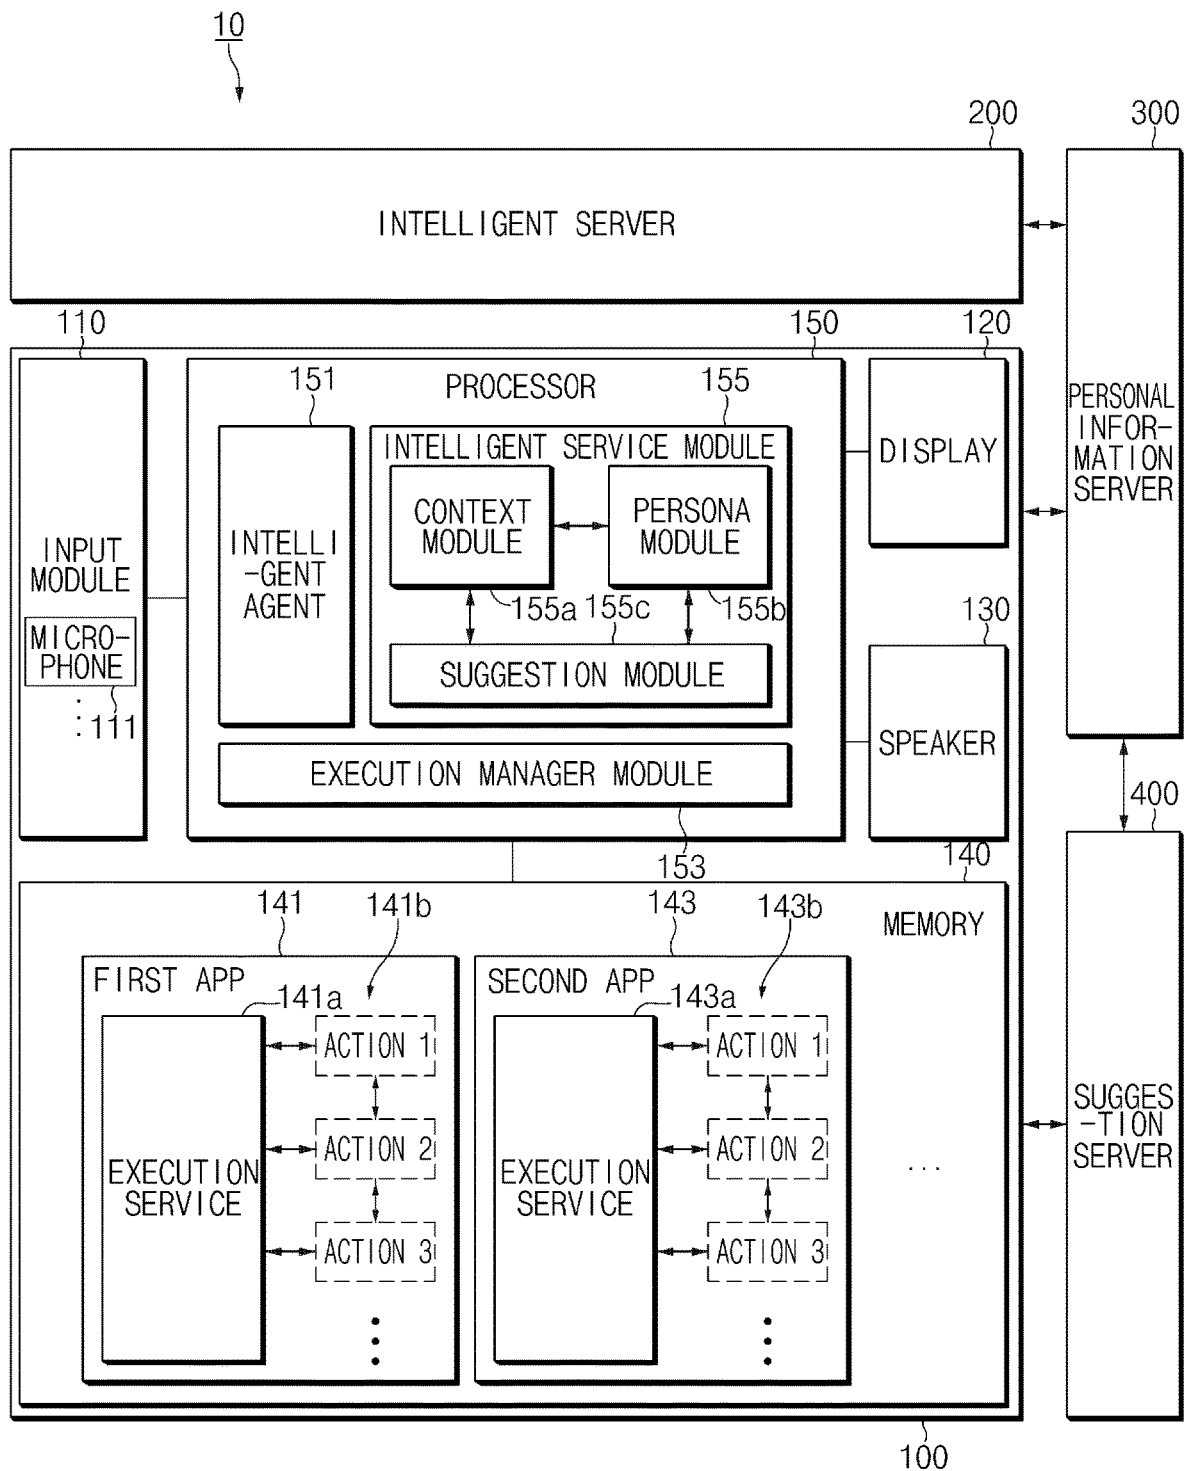 10
200
300
INTELLIGENT SERVER
110
150
120
151
PROCESSOR
155
INTELLIGENT SERVICE MODULE
PERSONAL
INFOR-
MATION
SERVER
DISPLAY
CONTEXT
MODULE
PERSONA
MODULE
INPUT
MODULE
INTELLI
-GENT
AGENT
155a
155c
155b
130
MICRO-
PHONE
111
SUGGESTION MODULE
SPEAKER
EXECUTION MANAGER MODULE
400
153
140
141
141b
143
143b
MEMORY
FIRST APP
SECOND APP
141a
143a
ACTION 1
ACTION 1
SUGGES
-TION
SERVER
ACTION 2
ACTION 2
EXECUTION
SERVICE
EXECUTION
SERVICE
...
ACTION 3
ACTION 3
100